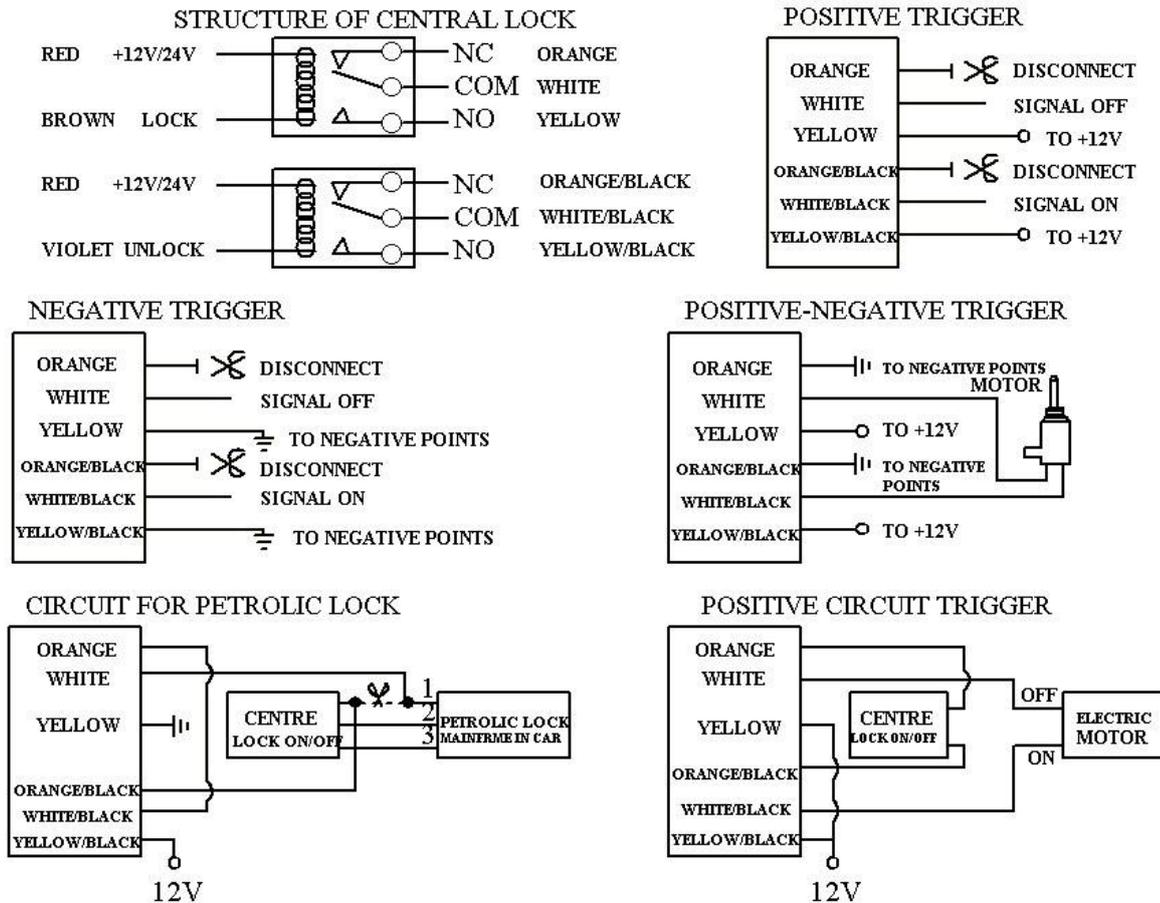 STRUCTURE OF CENTRAL LOCK
RED +12V/24V NC ORANGE
COM WHITE
BROWN LOCK NO YELLOW
RED +12V/24V NC ORANGE/BLACK
COM WHITE/BLACK
VIOLET UNLOCK NO YELLOW/BLACK
POSITIVE TRIGGER
ORANGE DISCONNECT
WHITE SIGNAL OFF
YELLOW TO +12V
ORANGE/BLACK DISCONNECT
WHITE/BLACK SIGNAL ON
YELLOW/BLACK TO +12V
NEGATIVE TRIGGER
ORANGE DISCONNECT
WHITE SIGNAL OFF
YELLOW TO NEGATIVE POINTS
ORANGE/BLACK DISCONNECT
WHITE/BLACK SIGNAL ON
YELLOW/BLACK TO NEGATIVE POINTS
POSITIVE-NEGATIVE TRIGGER
ORANGE TO NEGATIVE POINTS
MOTOR
WHITE
YELLOW TO +12V
ORANGE/BLACK TO NEGATIVE
POINTS
WHITE/BLACK
YELLOW/BLACK TO +12V
CIRCUIT FOR PETROLIC LOCK
ORANGE
WHITE
YELLOW
ORANGE/BLACK
WHITE/BLACK
YELLOW/BLACK
12V
CENTRE
LOCK ON/OFF
1
2
3
PETROLIC LOCK
MAINFRME IN CAR
POSITIVE CIRCUIT TRIGGER
ORANGE
WHITE
YELLOW
ORANGE/BLACK
WHITE/BLACK
YELLOW/BLACK
12V
CENTRE
LOCK ON/OFF
OFF
ON
ELECTRIC
MOTOR